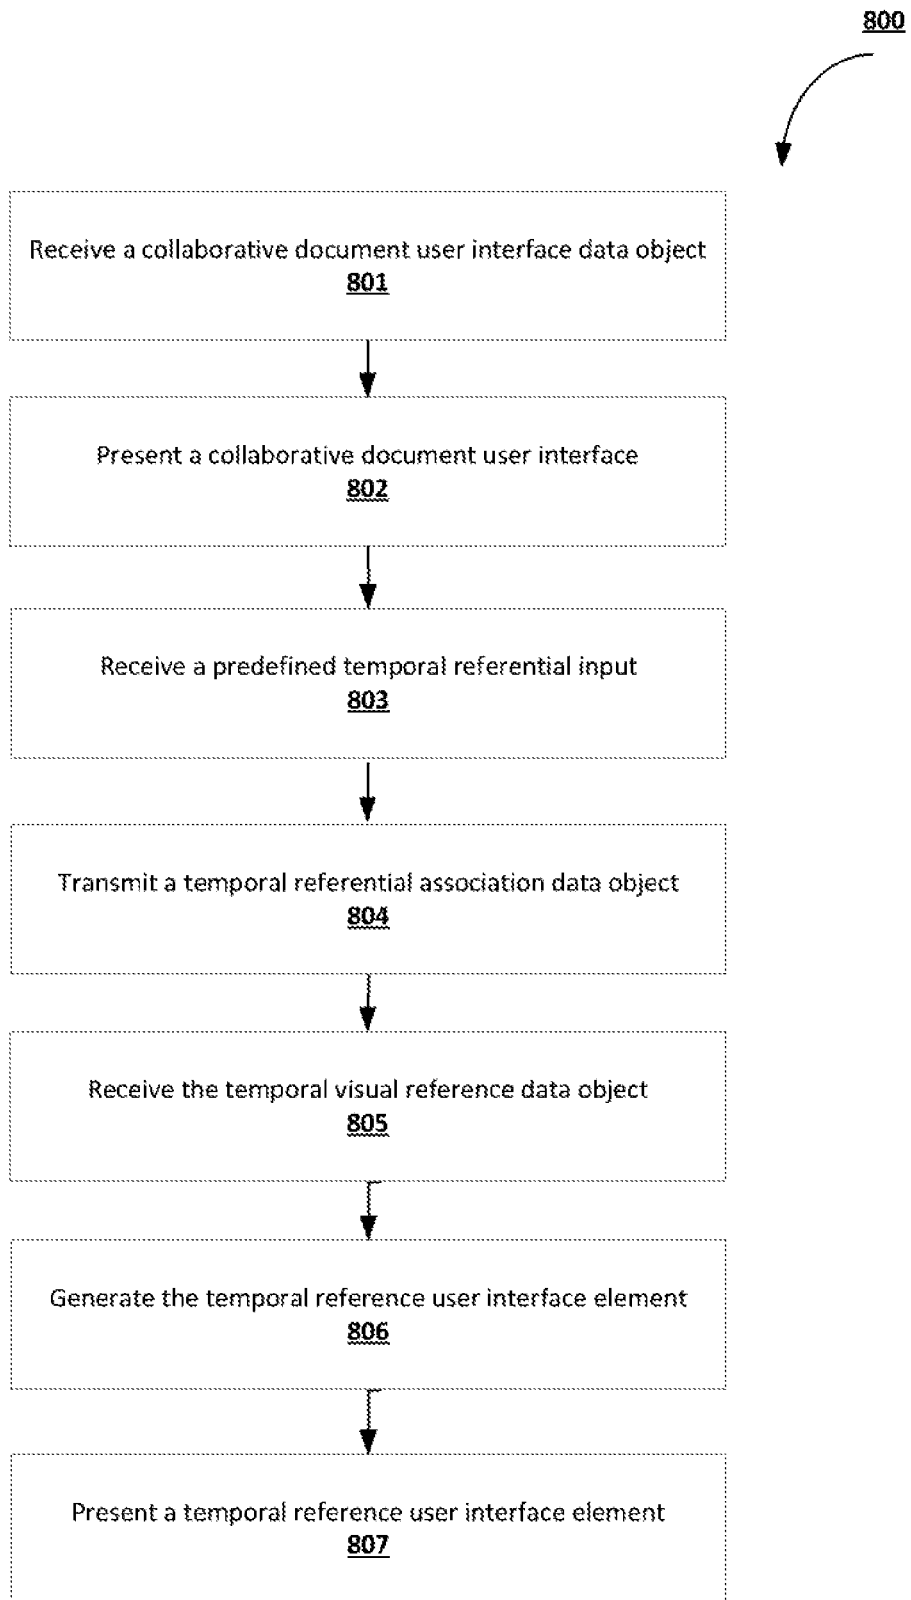 800
Receive a collaborative document user interface data object
801
Present a collaborative document user interface
802
Receive a predefined temporal referential input
803
Transmit a temporal referential association data object
804
Receive the temporal visual reference data object
805
Generate the temporal reference user interface element
806
Present a temporal reference user interface element
807